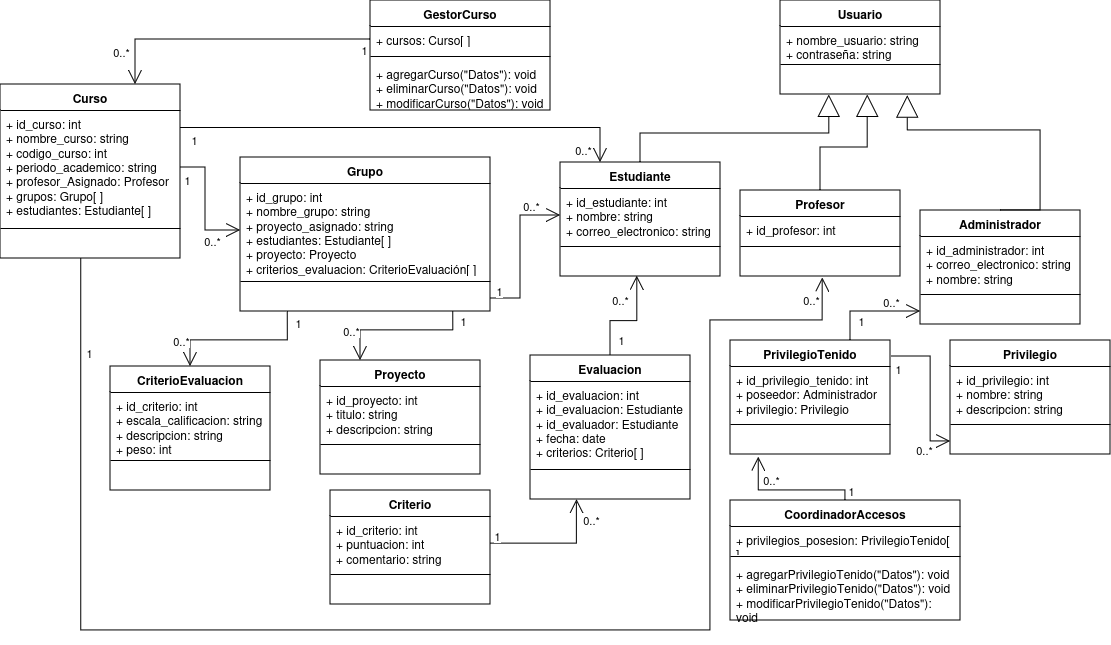 GestorCurso
+ cursos: Curso[ ]
+ agregarCurso("Datos"): void
+ eliminarCurso("Datos"): void
+ modificarCurso("Datos"): void
Usuario
+ nombre_usuario: string
+ contraseña: string
0..*
1
Curso
+ id_curso: int
+ nombre_curso: string
+ codigo_curso: int
+ periodo_academico: string
+ profesor_Asignado: Profesor
+ grupos: Grupo[ ]
+ estudiantes: Estudiante[ ]
1
0..*
1
0..*
1
Grupo
+ id_grupo: int
+ nombre_grupo: string
+ proyecto_asignado: string
+ estudiantes: Estudiante[ ]
+ proyecto: Proyecto
+ criterios_evaluacion: CriterioEvaluación[ ]
0..*
1
Estudiante
+ id_estudiante: int
+ nombre: string
+ correo_electronico: string
Profesor
+ id_profesor: int
Administrador
+ id_administrador: int
+ correo_electronico: string
+ nombre: string
1
0..*
1
0..*
0..*
1
0..*
0..*
1
CriterioEvaluacion
+ id_criterio: int
+ escala_calificacion: string
+ descripcion: string
+ peso: int
Proyecto
+ id_proyecto: int
+ titulo: string
+ descripcion: string
Evaluacion
+ id_evaluacion: int
+ id_evaluacion: Estudiante
+ id_evaluador: Estudiante
+ fecha: date
+ criterios: Criterio[ ]
PrivilegioTenido
+ id_privilegio_tenido: int
+ poseedor: Administrador
+ privilegio: Privilegio
1
0..*
Privilegio
+ id_privilegio: int
+ nombre: string
+ descripcion: string
Criterio
+ id_criterio: int
+ puntuacion: int
+ comentario: string
1
0..*
0..*
1
CoordinadorAccesos
+ privilegios_posesion: PrivilegioTenido[
]
+ agregarPrivilegioTenido("Datos"): void
+ eliminarPrivilegioTenido("Datos"): void
+ modificarPrivilegioTenido("Datos"):
void